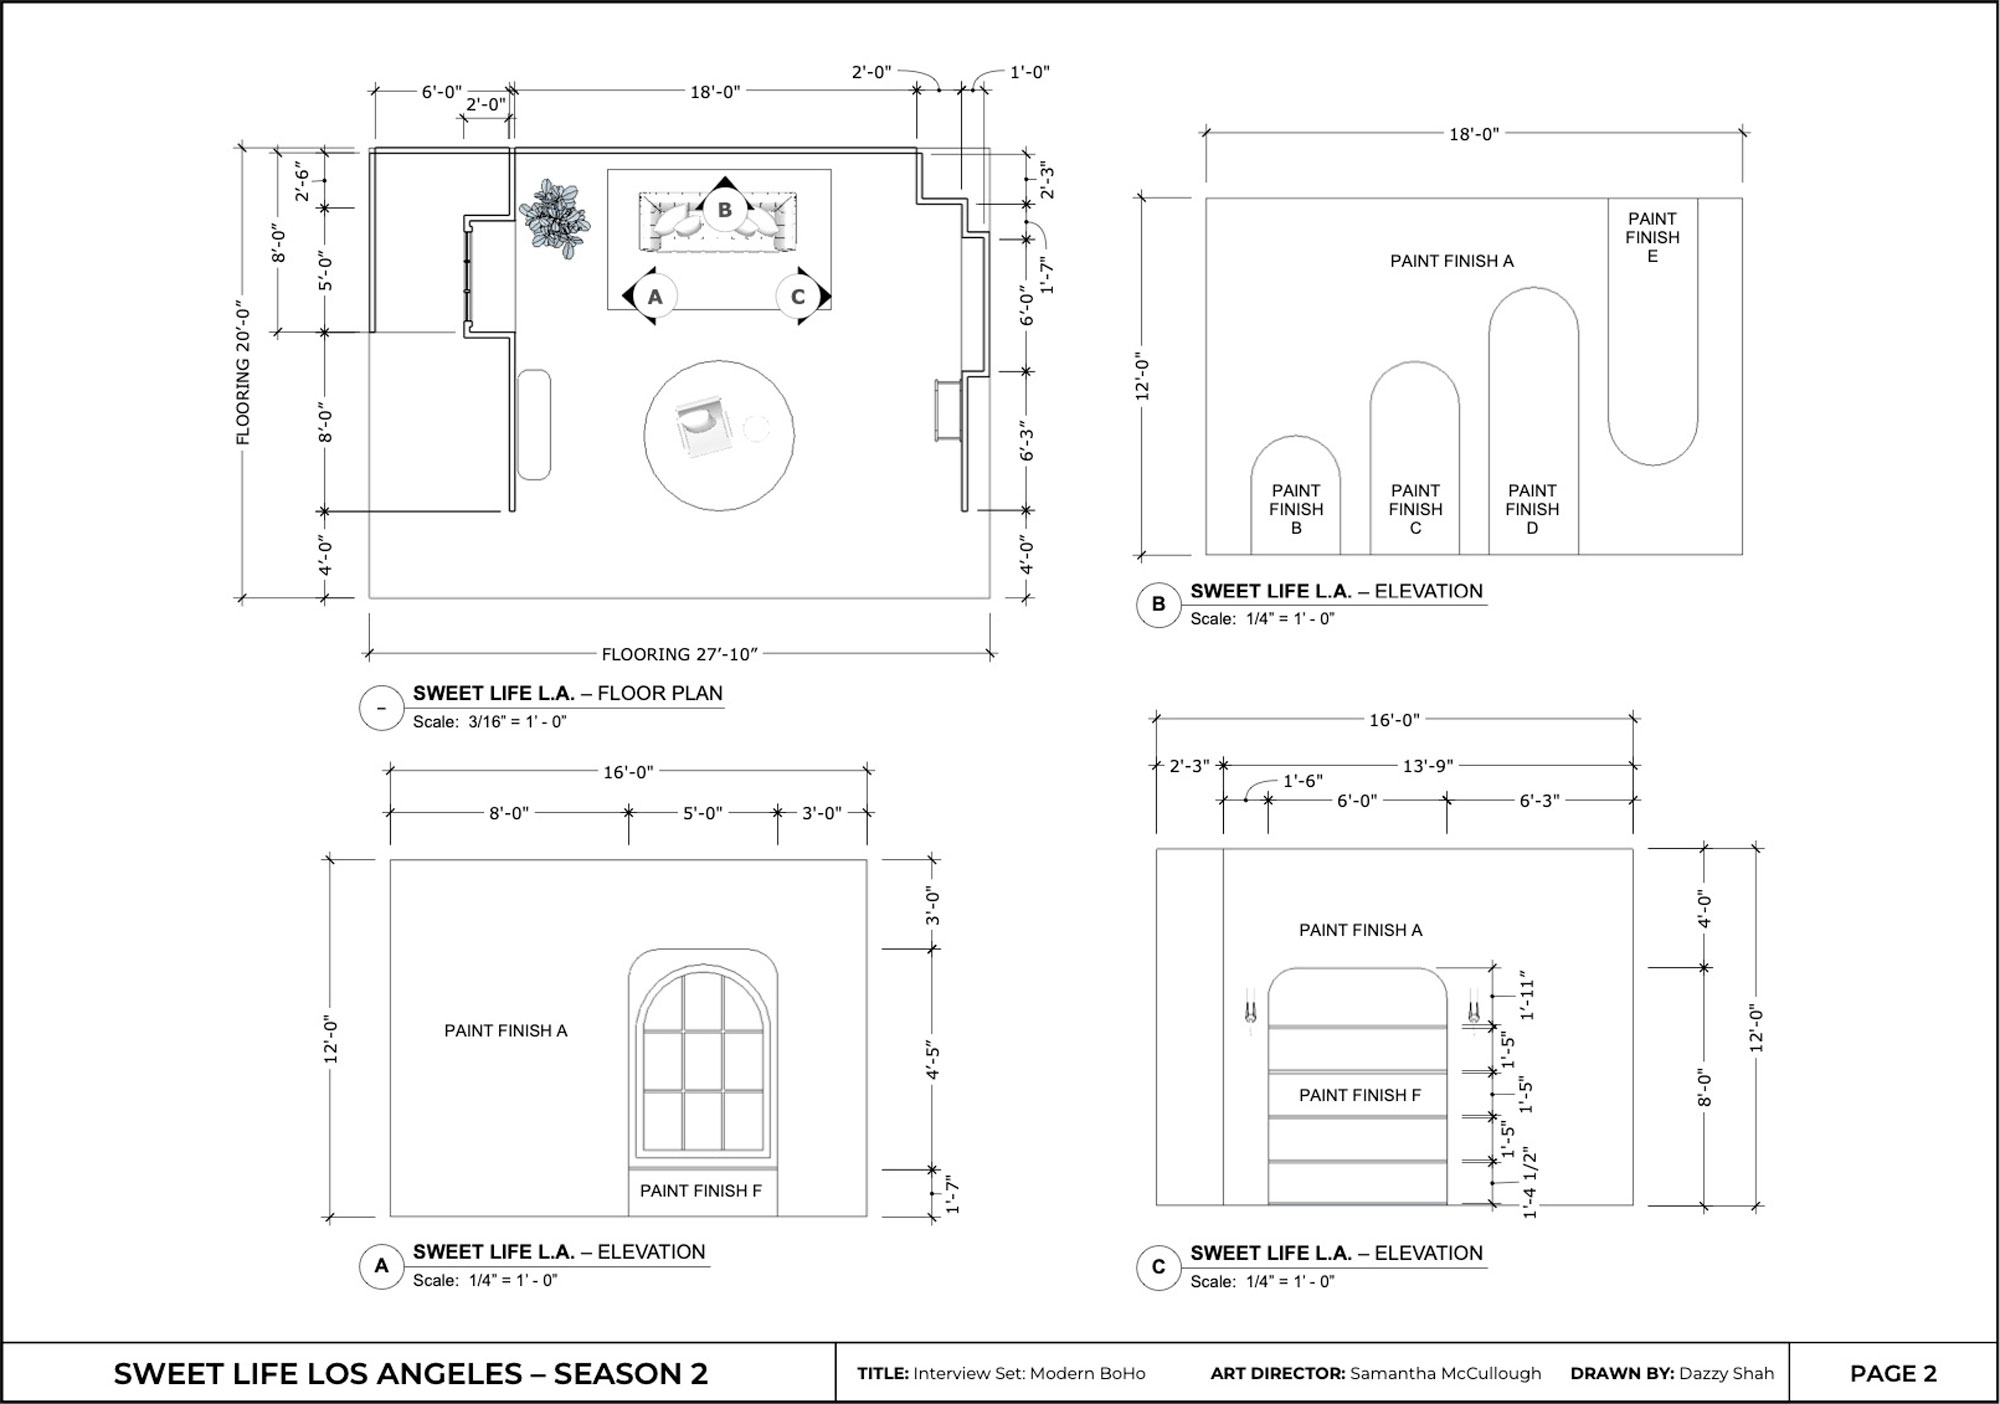 2'-0"
1'-0"
6'-0"
18'-0"
2'-0"
2'-6"
8'-0"
5'-0"
FLOORING 20'-0"
8'-0"
4'-0"
2'-3"
1'-7"
6'-0"
6'-3"
4'-0"
B
A
C
FLOORING 27'-10"
–
SWEET LIFE L.A. – FLOOR PLAN
Scale: 3/16" = 1' - 0"
18'-0"
12'-0"
PAINT FINISH A
PAINT
FINISH
E
PAINT
FINISH
B
PAINT
FINISH
C
PAINT
FINISH
D
B
SWEET LIFE L.A. – ELEVATION
Scale: 1/4" = 1' - 0"
16'-0"
8'-0"
5'-0"
3'-0"
12'-0"
PAINT FINISH A
PAINT FINISH F
3'-0"
4'-5"
1'-7"
A
SWEET LIFE L.A. – ELEVATION
Scale: 1/4" = 1' - 0"
16'-0"
2'-3"
13'-9"
1'-6"
6'-0"
6'-3"
PAINT FINISH A
PAINT FINISH F
1'-11"
1'-5"
1'-5"
1'-5"
1'-4 1/2"
4'-0"
8'-0"
12'-0"
C
SWEET LIFE L.A. – ELEVATION
Scale: 1/4" = 1' - 0"
SWEET LIFE LOS ANGELES – SEASON 2
TITLE: Interview Set: Modern BoHo
ART DIRECTOR: Samantha McCullough
DRAWN BY: Dazzy Shah
PAGE 2